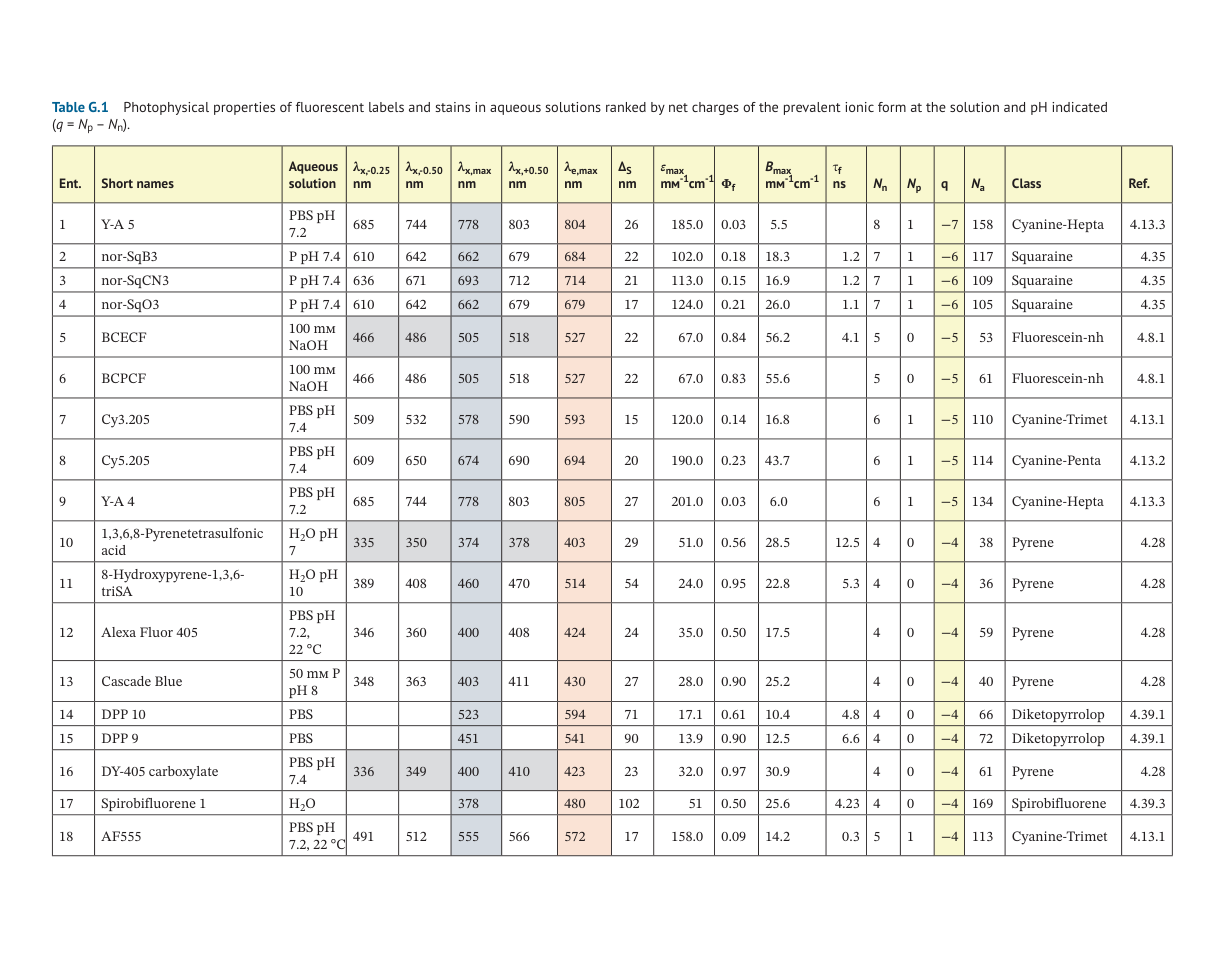 Table G.1 Photophysical properties of fluorescent labels and stains in aqueous solutions ranked by net charges of the prevalent ionic form at the solution and pH indicated
(q = Np – Nn).
Ent. Short names Aqueous solution λx,-0.25 nm λx,-0.50 nm λx,max nm λx,+0.50 nm λe,max nm ΔS nm εmax mM-1cm-1 Φf Bmax mM-1cm-1 τf ns Nn Np q Na Class Ref.
1 Y-A 5 PBS pH 7.2 685 744 778 803 804 26 185.0 0.03 5.5 8 1 −7 158 Cyanine-Hepta 4.13.3
2 nor-SqB3 P pH 7.4 610 642 662 679 684 22 102.0 0.18 18.3 1.2 7 1 −6 117 Squaraine 4.35
3 nor-SqCN3 P pH 7.4 636 671 693 712 714 21 113.0 0.15 16.9 1.2 7 1 −6 109 Squaraine 4.35
4 nor-SqO3 P pH 7.4 610 642 662 679 679 17 124.0 0.21 26.0 1.1 7 1 −6 105 Squaraine 4.35
5 BCECF 100 mM NaOH 466 486 505 518 527 22 67.0 0.84 56.2 4.1 5 0 −5 53 Fluorescein-nh 4.8.1
6 BCPCF 100 mM NaOH 466 486 505 518 527 22 67.0 0.83 55.6 5 0 −5 61 Fluorescein-nh 4.8.1
7 Cy3.205 PBS pH 7.4 509 532 578 590 593 15 120.0 0.14 16.8 6 1 −5 110 Cyanine-Trimet 4.13.1
8 Cy5.205 PBS pH 7.4 609 650 674 690 694 20 190.0 0.23 43.7 6 1 −5 114 Cyanine-Penta 4.13.2
9 Y-A 4 PBS pH 7.2 685 744 778 803 805 27 201.0 0.03 6.0 6 1 −5 134 Cyanine-Hepta 4.13.3
10 1,3,6,8-Pyrenetetrasulfonic acid H2O pH 7 335 350 374 378 403 29 51.0 0.56 28.5 12.5 4 0 −4 38 Pyrene 4.28
11 8-Hydroxypyrene-1,3,6-triSA H2O pH 10 389 408 460 470 514 54 24.0 0.95 22.8 5.3 4 0 −4 36 Pyrene 4.28
12 Alexa Fluor 405 PBS pH 7.2, 22 °C 346 360 400 408 424 24 35.0 0.50 17.5 4 0 −4 59 Pyrene 4.28
13 Cascade Blue 50 mM P pH 8 348 363 403 411 430 27 28.0 0.90 25.2 4 0 −4 40 Pyrene 4.28
14 DPP 10 PBS 523 594 71 17.1 0.61 10.4 4.8 4 0 −4 66 Diketopyrrolop 4.39.1
15 DPP 9 PBS 451 541 90 13.9 0.90 12.5 6.6 4 0 −4 72 Diketopyrrolop 4.39.1
16 DY-405 carboxylate PBS pH 7.4 336 349 400 410 423 23 32.0 0.97 30.9 4 0 −4 61 Pyrene 4.28
17 Spirobifluorene 1 H2O 378 480 102 51 0.50 25.6 4.23 4 0 −4 169 Spirobifluorene 4.39.3
18 AF555 PBS pH 7.2, 22 °C 491 512 555 566 572 17 158.0 0.09 14.2 0.3 5 1 −4 113 Cyanine-Trimet 4.13.1